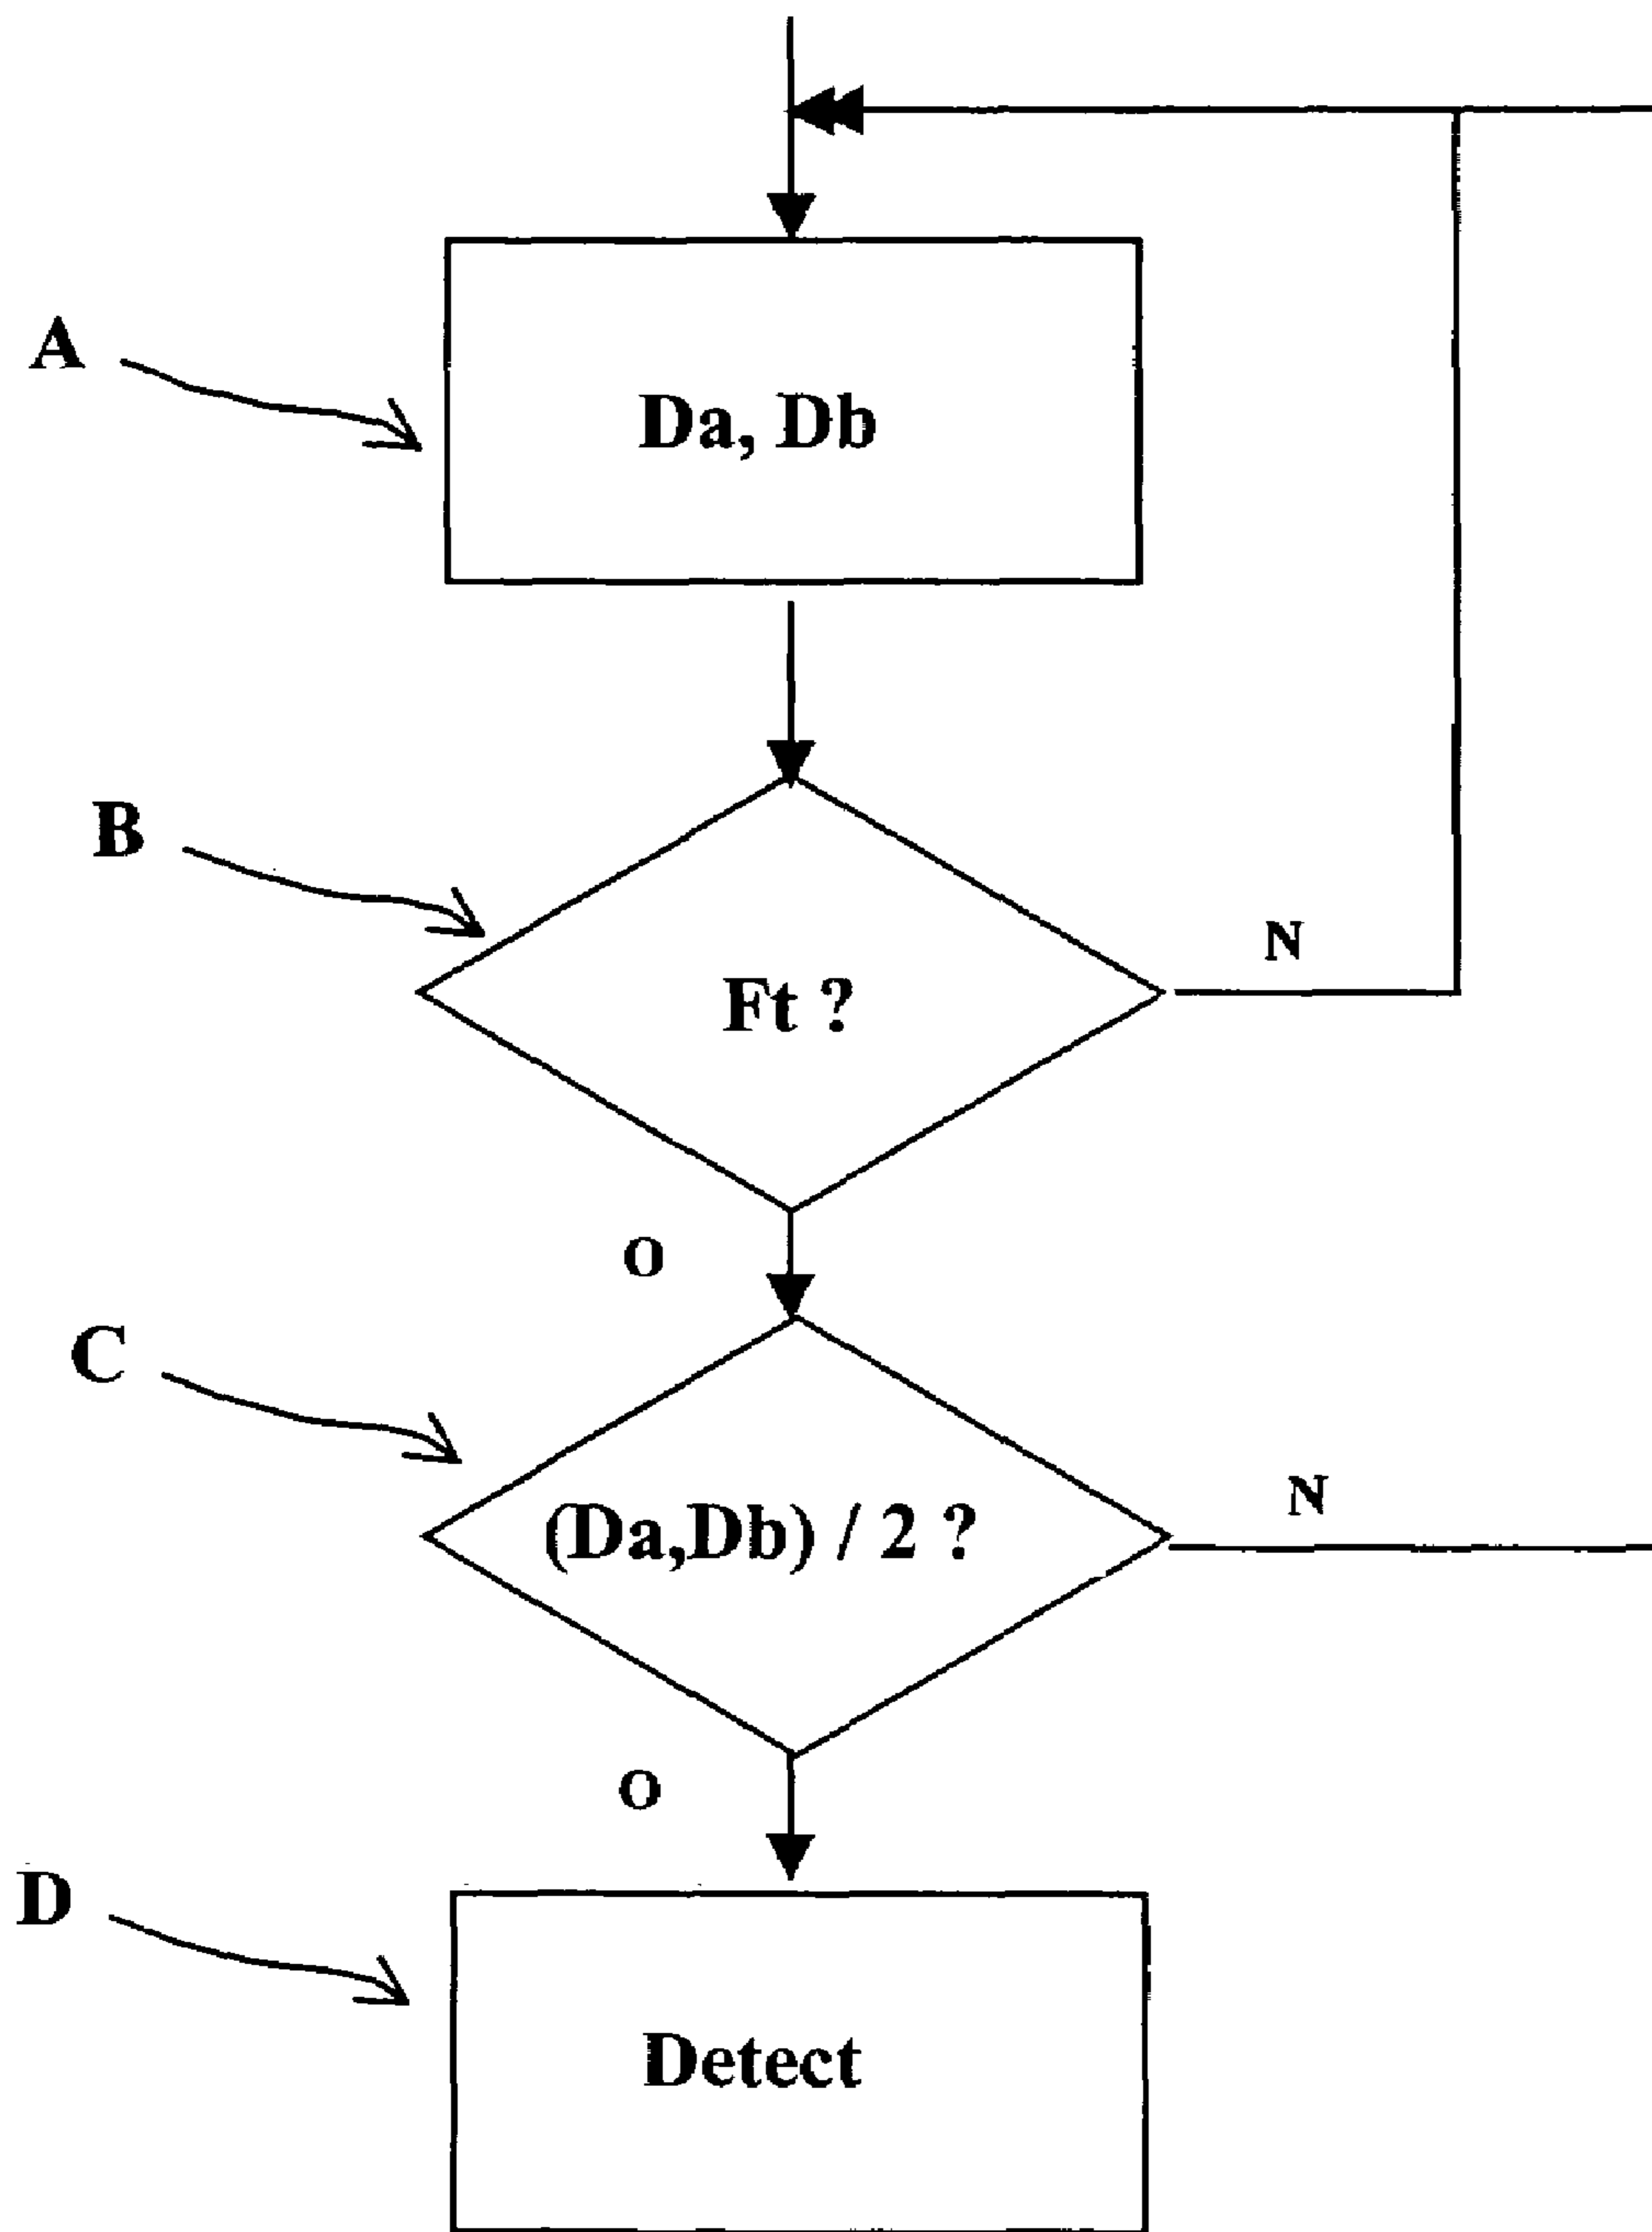 A
Da, Db
B
N
Ft ?
O
C
N
(Da,Db) / 2 ?
O
D
Detect